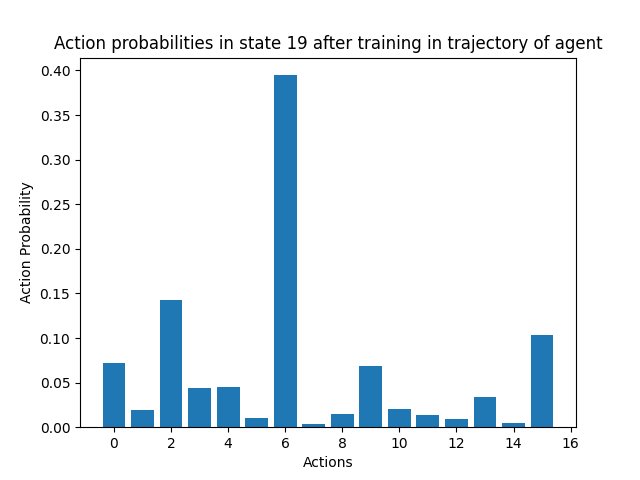 Action probabilities in state 19 after training in trajectory of agent
0.40
0.35
0.30
0.25
0.20
0.15
0.10
0.05
0.00
Action Probability
0 2 4 6 8 10 12 14 16
Actions